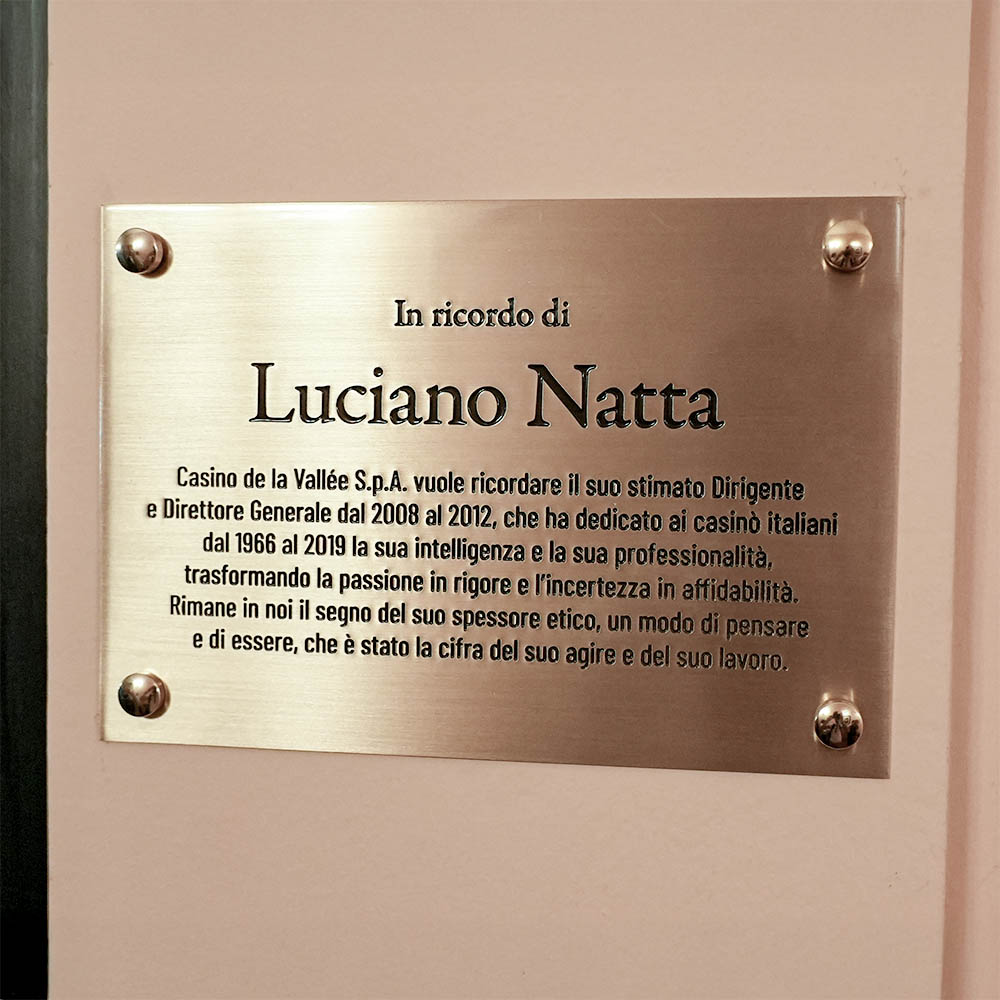 In ricordo di
Luciano Natta
Casino de la Vallée S.p.A. vuole ricordare il suo stimato Dirigente
e Direttore Generale dal 2008 al 2012, che ha dedicato ai casinò italiani
dal 1966 al 2019 la sua intelligenza e la sua professionalità,
trasformando la passione in rigore e l'incertezza in affidabilità.
Rimane in noi il segno del suo spessore etico, un modo di pensare
e di essere, che è stato la cifra del suo agire e del suo lavoro.